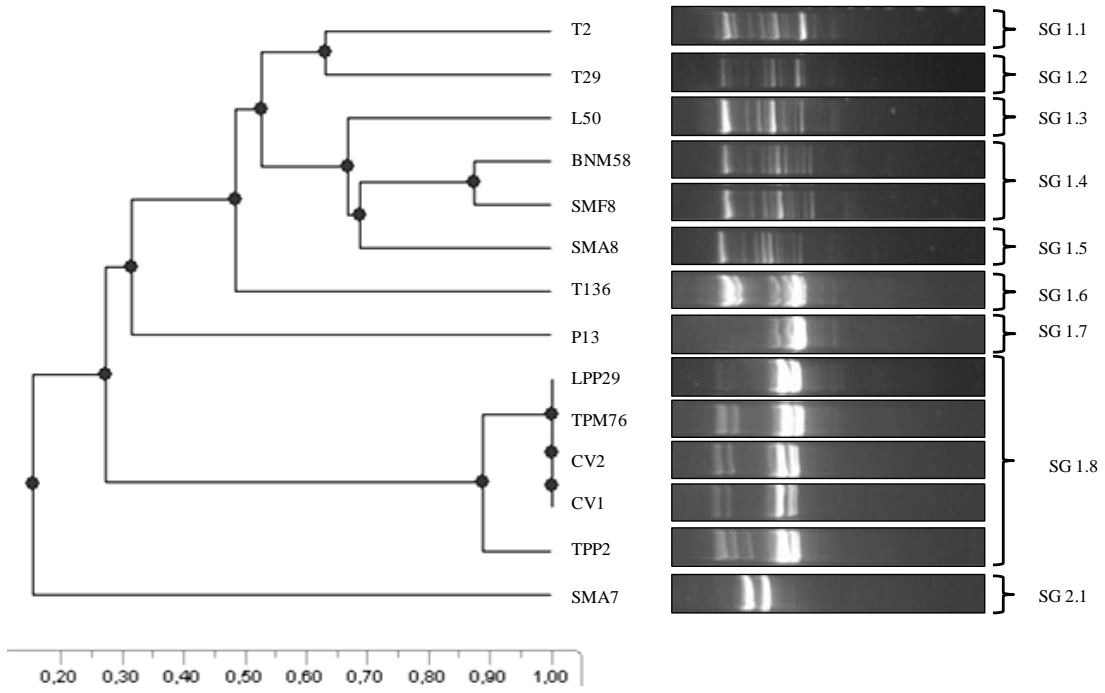 T2 SG 1.1
T29 SG 1.2
L50 SG 1.3
BNM58
SG 1.4
SMF8
SMA8 SG 1.5
T136 SG 1.6
P13 SG 1.7
LPP29
TPM76
CV2 SG 1.8
CV1
TPP2
SMA7 SG 2.1
0,20 0,30 0,40 0,50 0,60 0,70 0,80 0,90 1,00